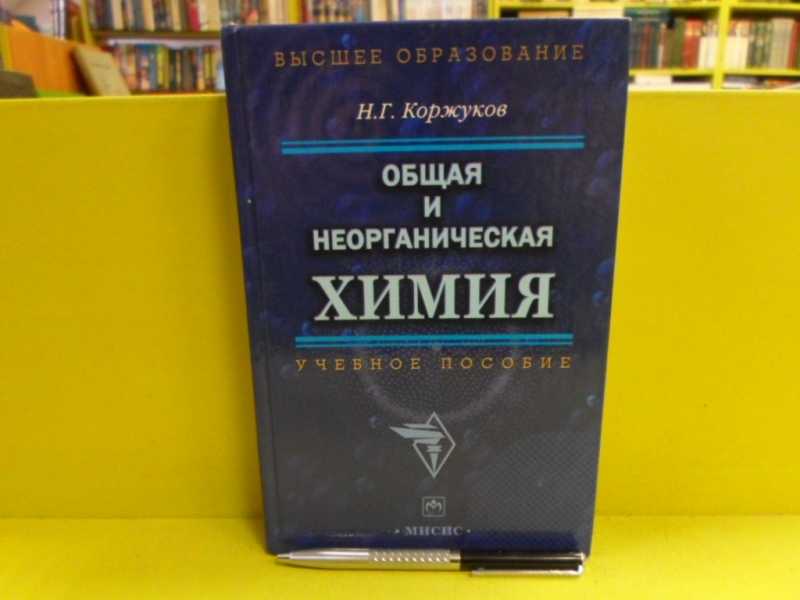 ВЫСШЕЕ ОБРАЗОВАНИЕ
Н.Г. Коржуков
ОБЩАЯ
И
НЕОРГАНИЧЕСКАЯ
ХИМИЯ
УЧЕБНОЕ ПОСОБИЕ
• МИСИС •